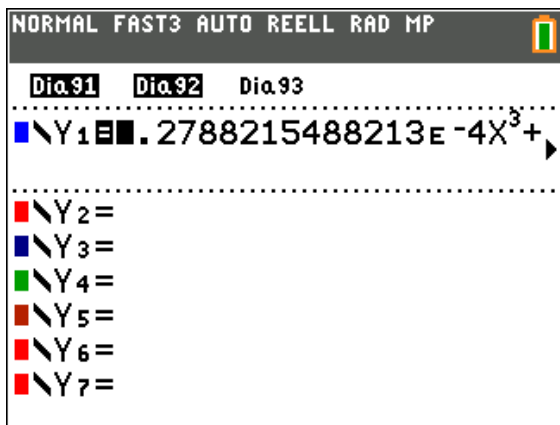 NORMAL FAST3 AUTO REELL RAD MP
Dia91 Dia92 Dia93
Y1=.2788215488213ᴇ-4X³+
Y2=
Y3=
Y4=
Y5=
Y6=
Y7=